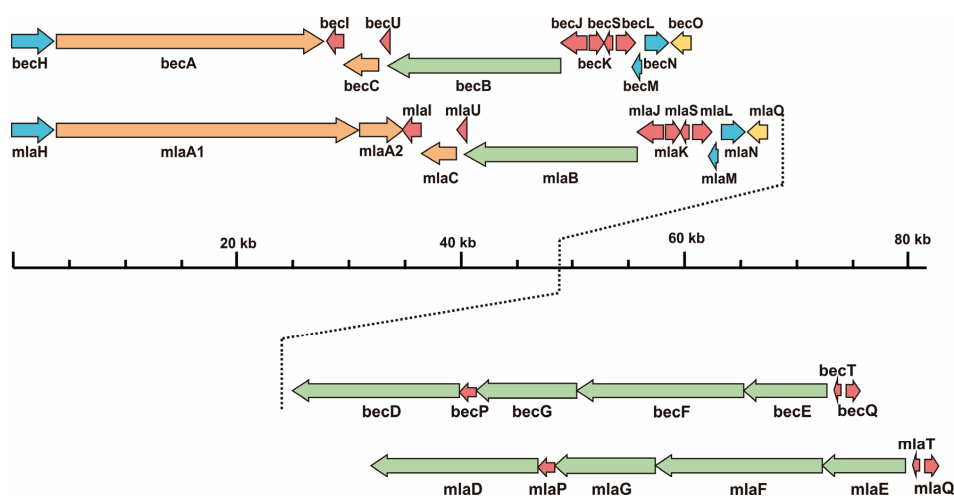 becI becU becJ becS becL becO
becH becA becC becB becK becM becN
mlaI mlaU mlaJ mlaS mlaL mlaQ
mlaH mlaA1 mlaA2 mlaC mlaB mlaK mlaM mlaN
20 kb 40 kb 60 kb 80 kb
becT
becD becP becG becF becE becQ
mlaT
mlaD mlaP mlaG mlaF mlaE mlaQ